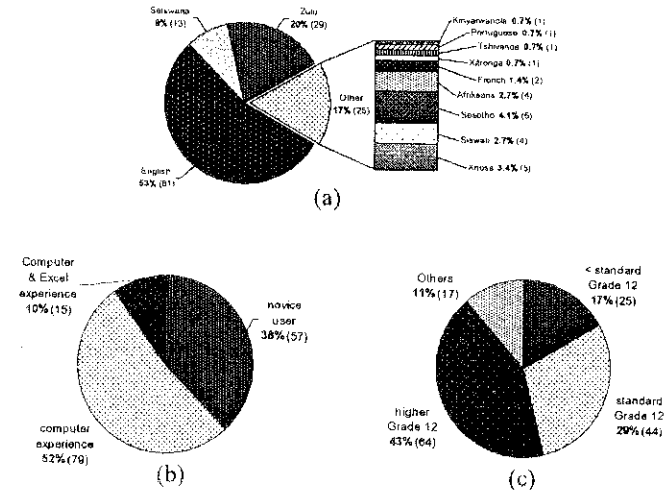 Setswana
9% (13)
Zulu
20% (29)
Other
17% (25)
English
53% (81)
Kinyarwanda 0.7% (1)
Portuguese 0.7% (1)
Tshivenda 0.7% (1)
Xitronga 0.7% (1)
French 1.4% (2)
Afrikaans 2.7% (4)
Sesotho 4.1% (6)
Siswati 2.7% (4)
Xhosa 3.4% (5)
(a)
Computer
& Excel
experience
10% (15)
novice
user
38% (57)
computer
experience
52% (79)
(b)
Others
11% (17)
< standard
Grade 12
17% (25)
higher
Grade 12
43% (64)
standard
Grade 12
29% (44)
(c)